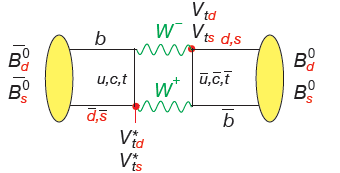 V_td
V_ts
b W⁻ d,s
B̅⁰_d B⁰_d
u,c,t W⁺ u̅,c̅,t̅
B̅⁰_s B⁰_s
d̅,s̅ b̅
V*_td
V*_ts